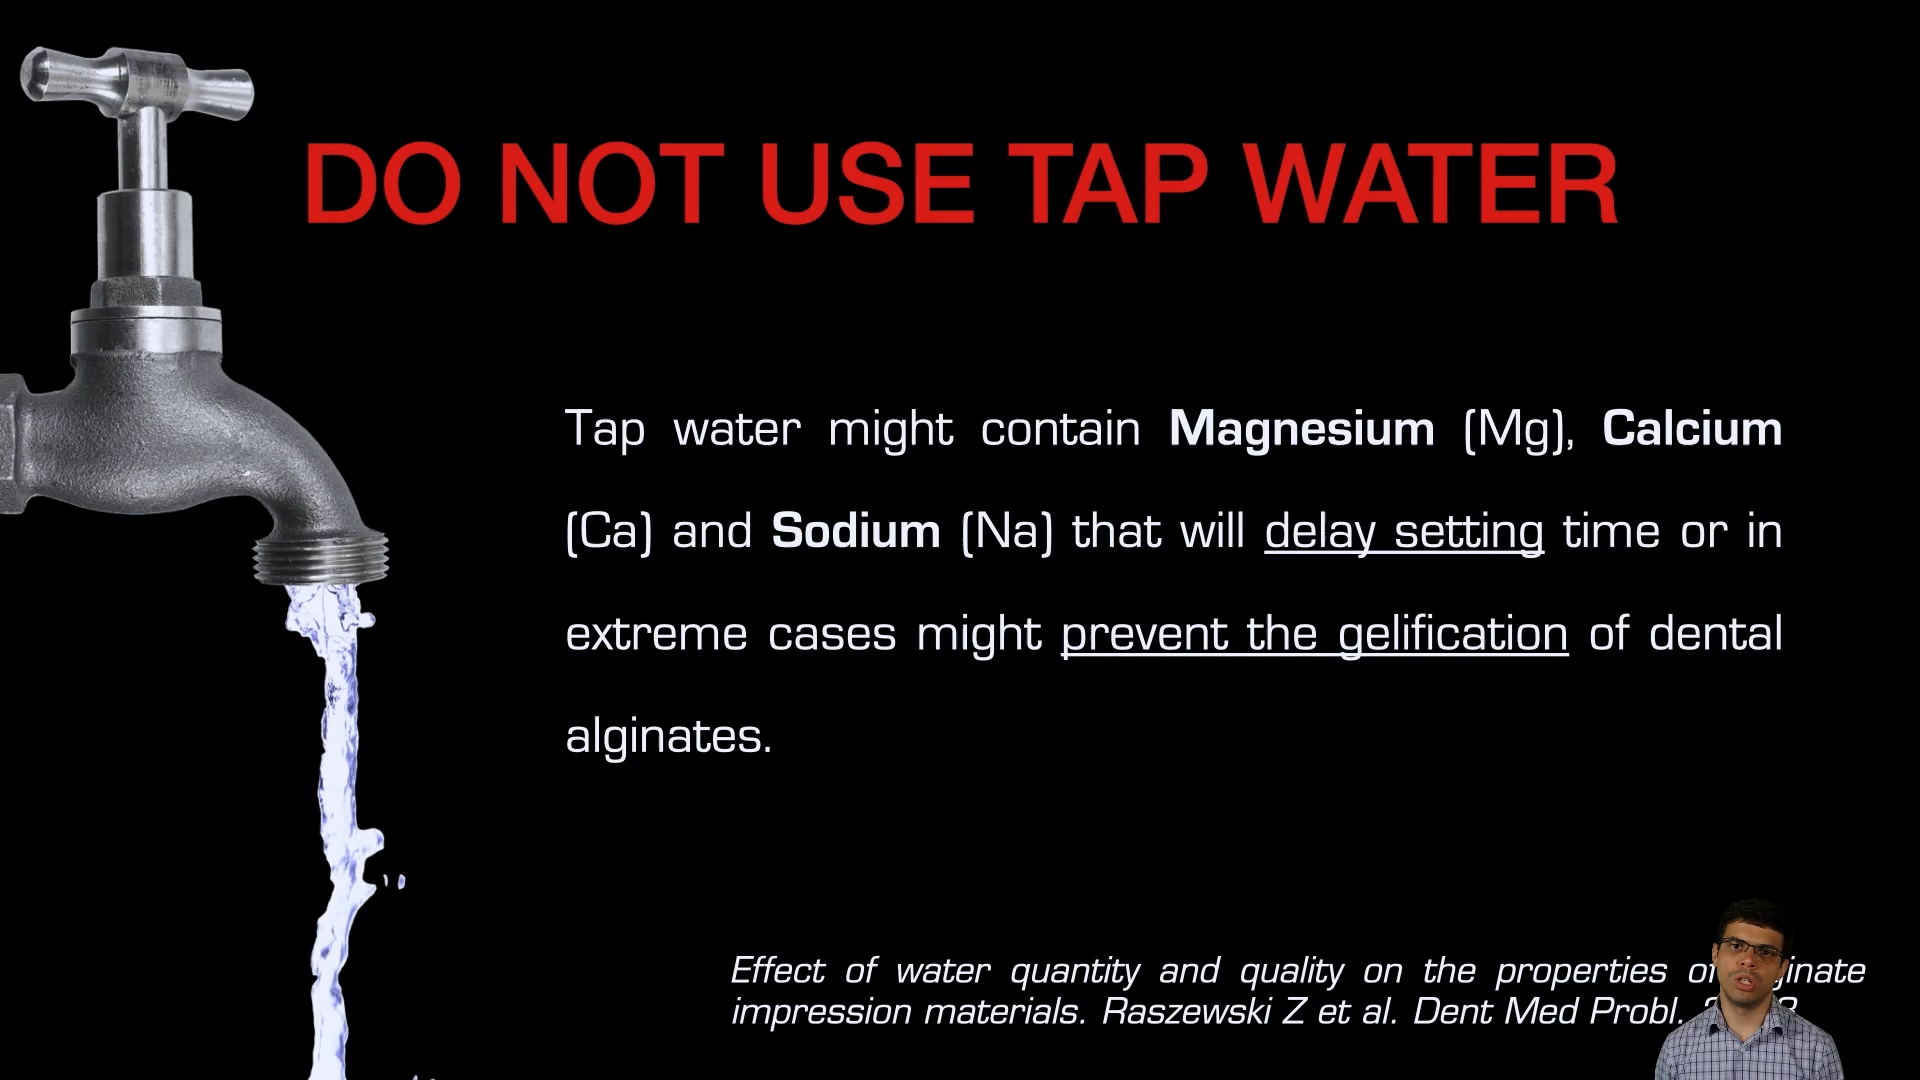 DO NOT USE TAP WATER
Tap water might contain Magnesium (Mg), Calcium
(Ca) and Sodium (Na) that will delay setting time or in
extreme cases might prevent the gelification of dental
alginates.
Effect of water quantity and quality on the properties of
impression materials. Raszewski Z et al. Dent Med Probl.